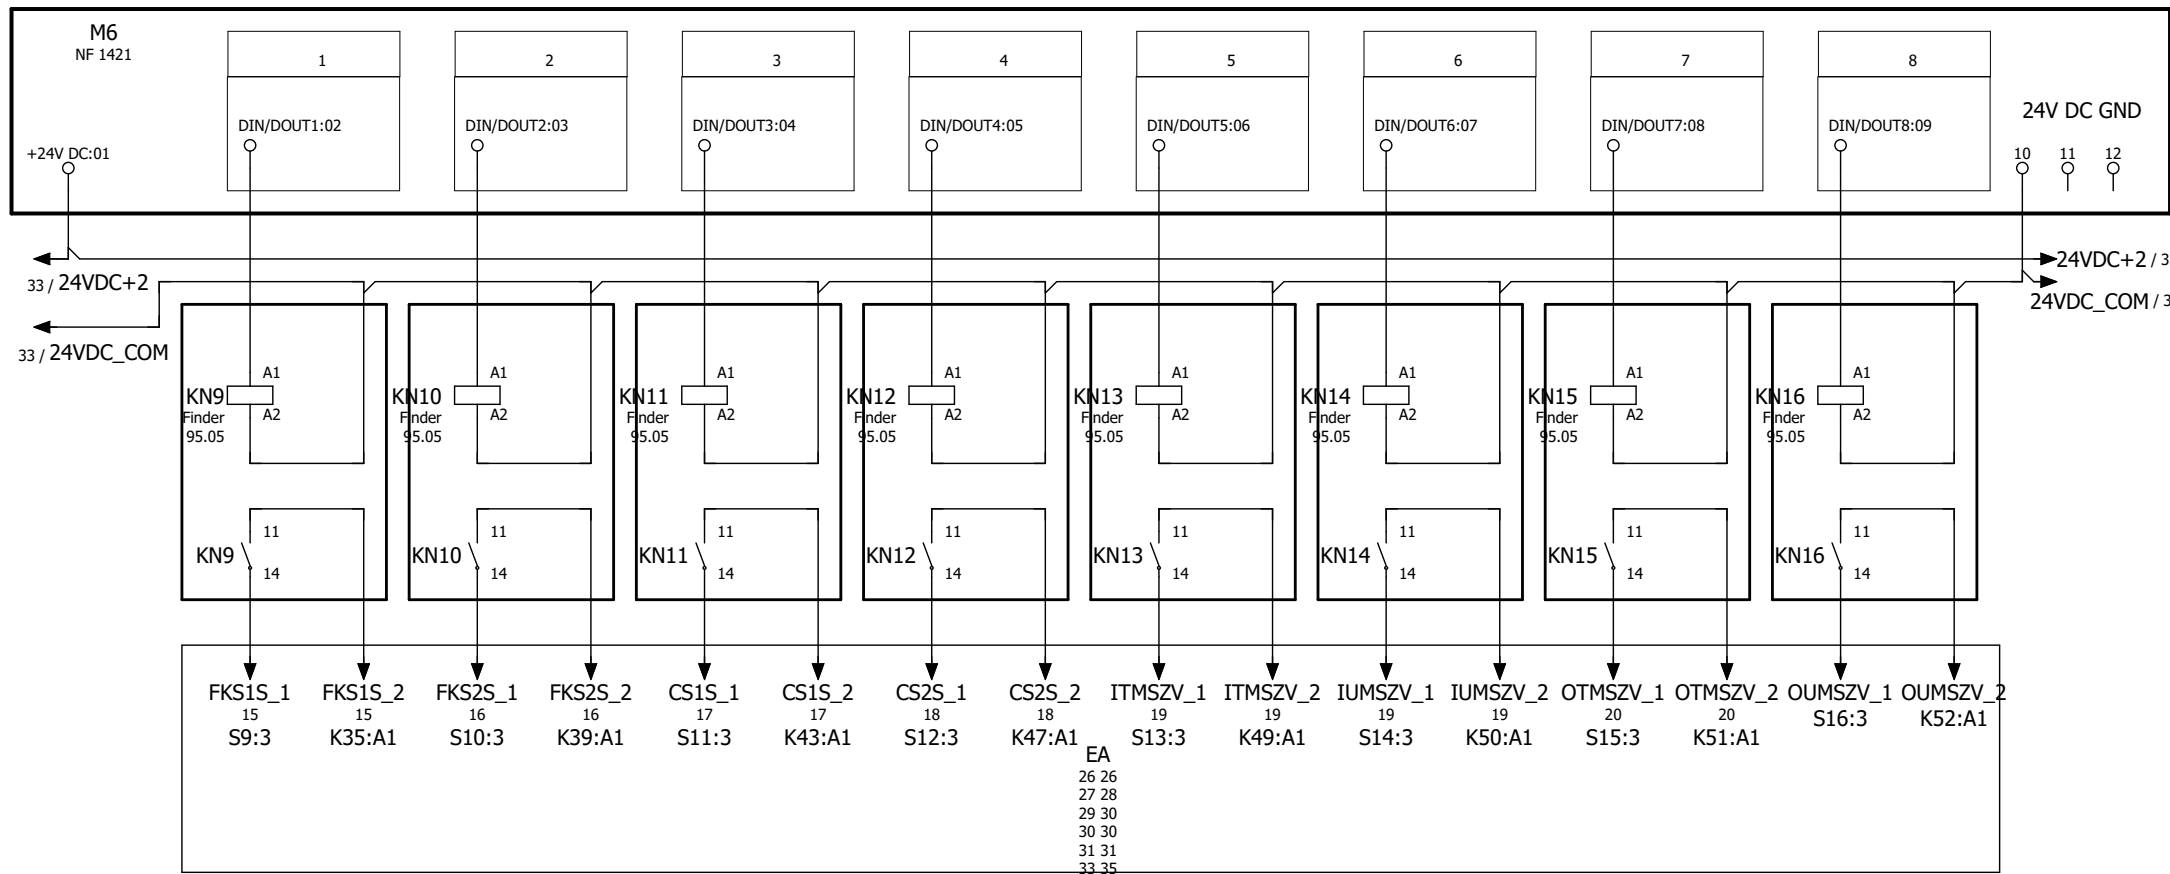 M6
NF 1421
1 2 3 4 5 6 7 8
24V DC GND
+24V DC:01
DIN/DOUT1:02 DIN/DOUT2:03 DIN/DOUT3:04 DIN/DOUT4:05 DIN/DOUT5:06 DIN/DOUT6:07 DIN/DOUT7:08 DIN/DOUT8:09
10 11 12
33 / 24VDC+2
24VDC+2 / 3
33 / 24VDC_COM
24VDC_COM / 3
A1 A1 A1 A1 A1 A1 A1 A1
KN9 KN10 KN11 KN12 KN13 KN14 KN15 KN16
A2 A2 A2 A2 A2 A2 A2 A2
Finder Finder Finder Finder Finder Finder Finder Finder
95.05 95.05 95.05 95.05 95.05 95.05 95.05 95.05
11 11 11 11 11 11 11 11
KN9 KN10 KN11 KN12 KN13 KN14 KN15 KN16
14 14 14 14 14 14 14 14
FKS1S_1 FKS1S_2 FKS2S_1 FKS2S_2 CS1S_1 CS1S_2 CS2S_1 CS2S_2 ITMSZV_1 ITMSZV_2 IUMSZV_1 IUMSZV_2 OTMSZV_1 OTMSZV_2 OUMSZV_1 OUMSZV_2
15 15 16 16 17 17 18 18 19 19 19 19 20 20
S9:3 K35:A1 S10:3 K39:A1 S11:3 K43:A1 S12:3 K47:A1 S13:3 K49:A1 S14:3 K50:A1 S15:3 K51:A1 S16:3 K52:A1
EA
26 26
27 28
29 30
30 30
31 31
33 35